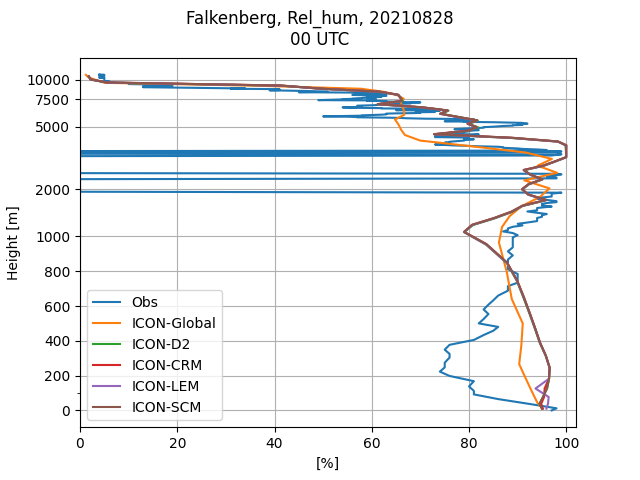 Falkenberg, Rel_hum, 20210828
00 UTC
Height [m]
10000
7500
5000
2000
1000
800
600
400
200
0
Obs
ICON-Global
ICON-D2
ICON-CRM
ICON-LEM
ICON-SCM
0 20 40 60 80 100
[%]